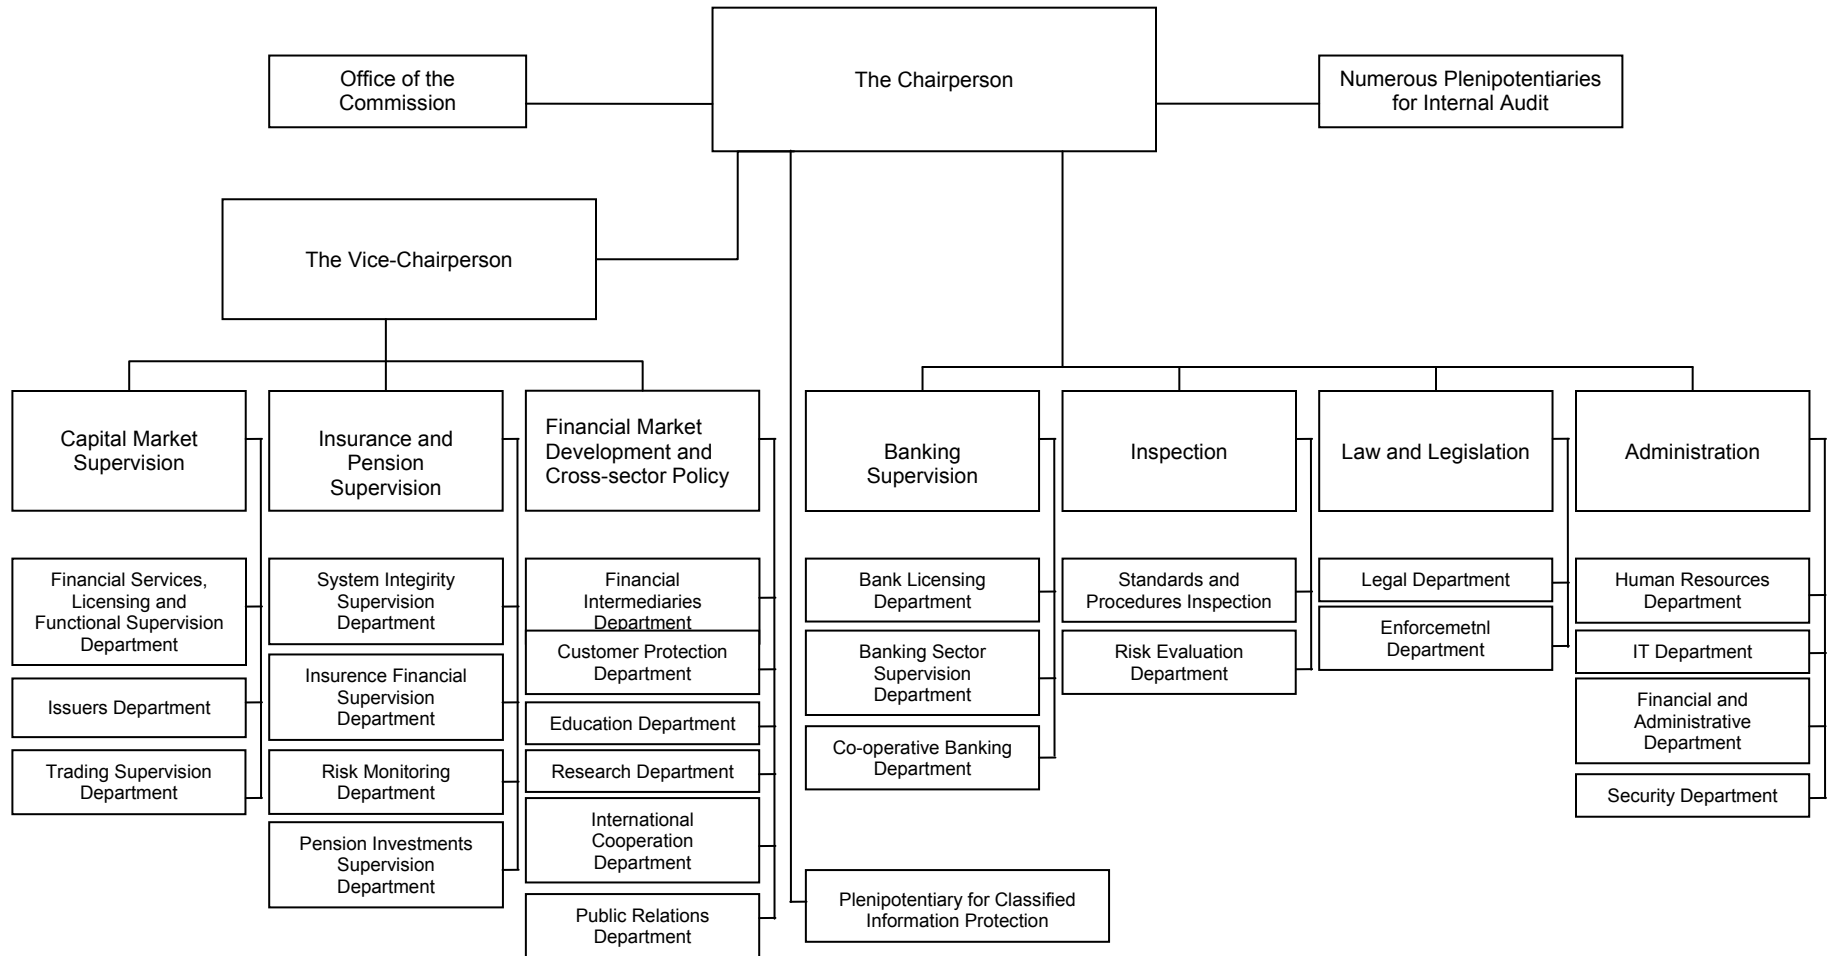 Office of the
Commission
The Chairperson
Numerous Plenipotentiaries
for Internal Audit
The Vice-Chairperson
Capital Market
Supervision
Insurance and
Pension
Supervision
Financial Market
Development and
Cross-sector Policy
Banking
Supervision
Inspection
Law and Legislation
Administration
Financial Services,
Licensing and
Functional Supervision
Department
Issuers Department
Trading Supervision
Department
System Integirity
Supervision
Department
Insurence Financial
Supervision
Department
Risk Monitoring
Department
Pension Investments
Supervision
Department
Financial
Intermediaries
Department
Customer Protection
Department
Education Department
Research Department
International
Cooperation
Department
Public Relations
Department
Bank Licensing
Department
Banking Sector
Supervision
Department
Co-operative Banking
Department
Plenipotentiary for Classified
Information Protection
Standards and
Procedures Inspection
Risk Evaluation
Department
Legal Department
Enforcemetnl
Department
Human Resources
Department
IT Department
Financial and
Administrative
Department
Security Department